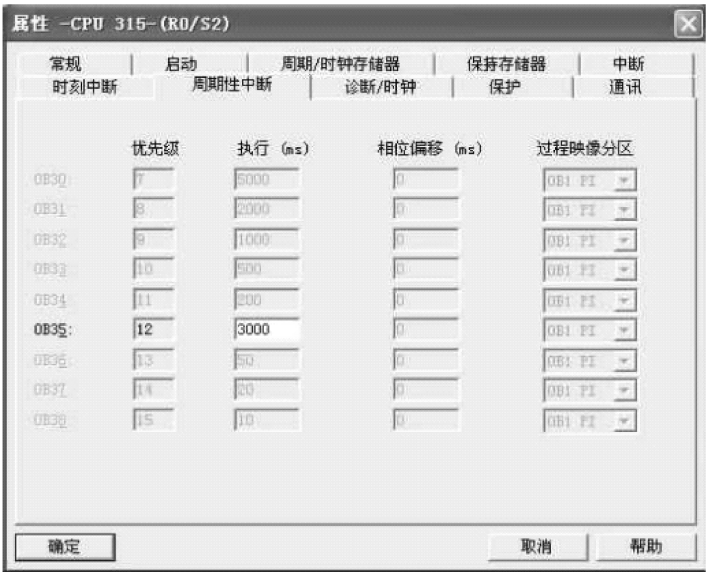 属性 -CPU 315-(R0/S2)
常规 启动 周期/时钟存储器 保持存储器 中断
时刻中断 周期性中断 诊断/时钟 保护 通讯
优先级 执行 (ms) 相位偏移 (ms) 过程映像分区
OB30: 7 5000 0 OB1 PI
OB31: 8 2000 0 OB1 PI
OB32: 9 1000 0 OB1 PI
OB33: 10 500 0 OB1 PI
OB34: 11 200 0 OB1 PI
OB35: 12 3000 0 OB1 PI
OB36: 13 50 0 OB1 PI
OB37: 14 20 0 OB1 PI
OB38: 15 10 0 OB1 PI
确定 取消 帮助